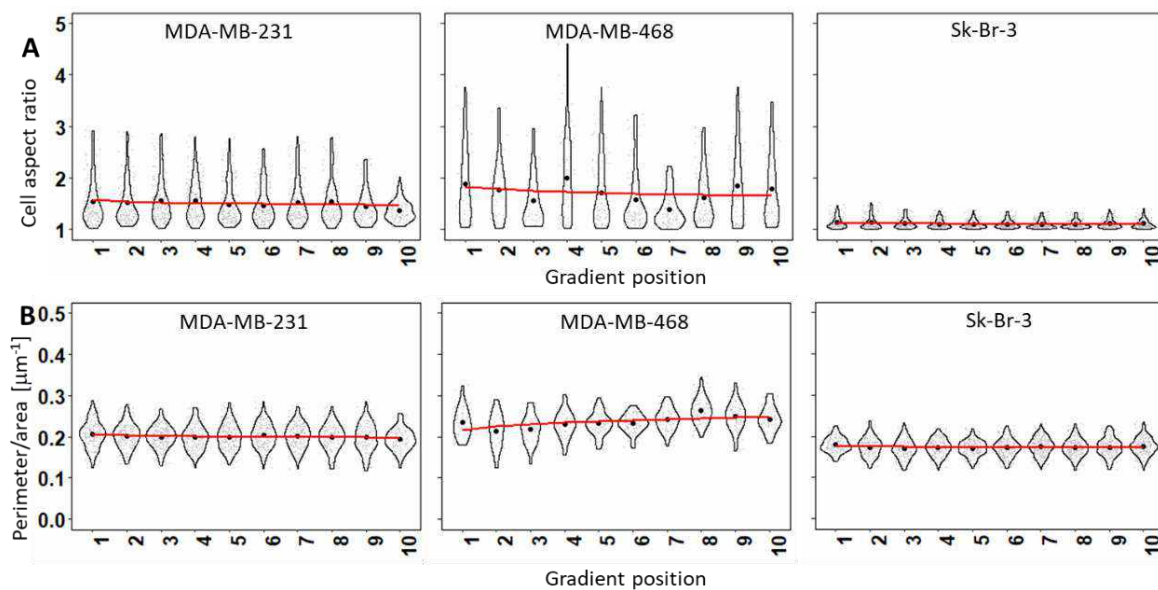 A
MDA-MB-231
MDA-MB-468
Sk-Br-3
Cell aspect ratio
5
4
3
2
1
1 2 3 4 5 6 7 8 9 10
1 2 3 4 5 6 7 8 9 10
1 2 3 4 5 6 7 8 9 10
Gradient position
B
MDA-MB-231
MDA-MB-468
Sk-Br-3
Perimeter/area [μm⁻¹]
0.5
0.4
0.3
0.2
0.1
0.0
1 2 3 4 5 6 7 8 9 10
1 2 3 4 5 6 7 8 9 10
1 2 3 4 5 6 7 8 9 10
Gradient position